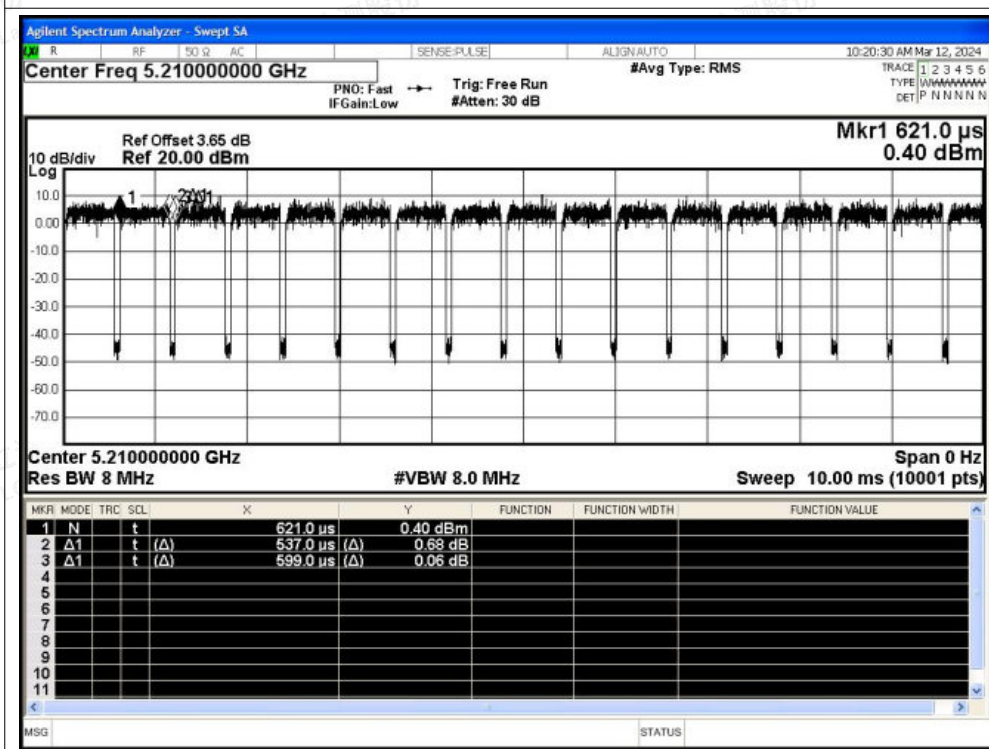 Agilent Spectrum Analyzer - Swept SA
R RF 50 Ω AC SENSE:PULSE ALIGN AUTO 10:20:30 AM Mar 12, 2024
Center Freq 5.210000000 GHz
#Avg Type: RMS
TRACE 1 2 3 4 5 6
TYPE
DET P N N N N N
PNO: Fast
IFGain:Low
Trig: Free Run
#Atten: 30 dB
Mkr1 621.0 µs
0.40 dBm
Ref Offset 3.65 dB
10 dB/div Ref 20.00 dBm
Log
1
10.0
0.00
-10.0
-20.0
-30.0
-40.0
-50.0
-60.0
-70.0
Center 5.210000000 GHz Span 0 Hz
Res BW 8 MHz #VBW 8.0 MHz Sweep 10.00 ms (10001 pts)
MKR MODE TRC SCL X Y FUNCTION FUNCTION WIDTH FUNCTION VALUE
1 N t 621.0 µs 0.40 dBm
2 Δ1 t (Δ) 537.0 µs (Δ) 0.68 dB
3 Δ1 t (Δ) 599.0 µs (Δ) 0.06 dB
4
5
6
7
8
9
10
11
MSG STATUS